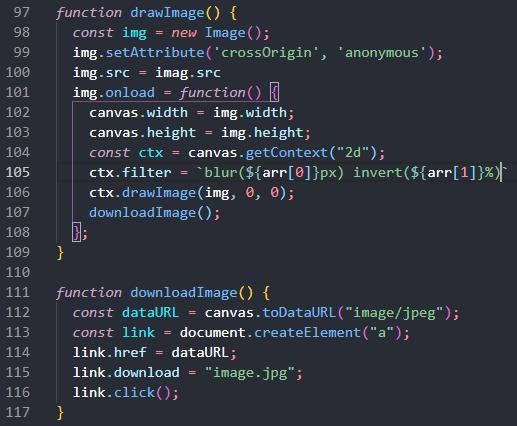 97 function drawImage() {
98 const img = new Image();
99 img.setAttribute('crossOrigin', 'anonymous');
100 img.src = imag.src
101 img.onload = function() {
102 canvas.width = img.width;
103 canvas.height = img.height;
104 const ctx = canvas.getContext("2d");
105 ctx.filter = `blur(${arr[0]}px) invert(${arr[1]}%)`
106 ctx.drawImage(img, 0, 0);
107 downloadImage();
108 };
109 }
110
111 function downloadImage() {
112 const dataURL = canvas.toDataURL("image/jpeg");
113 const link = document.createElement("a");
114 link.href = dataURL;
115 link.download = "image.jpg";
116 link.click();
117 }